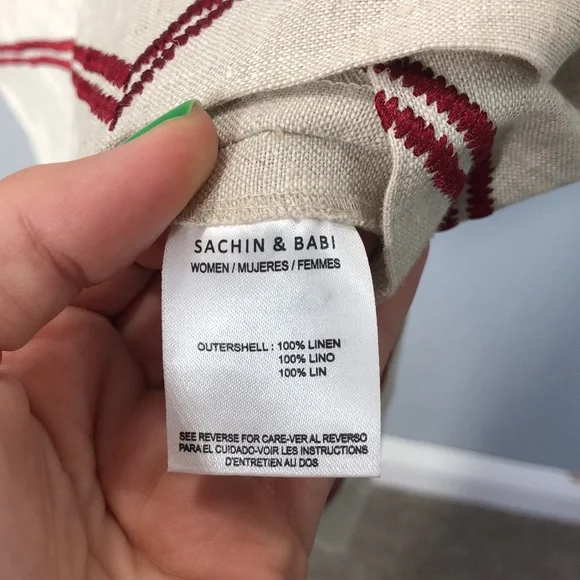 SACHIN & BABI
WOMEN / MUJERES / FEMMES
OUTERSHELL : 100% LINEN
100% LINO
100% LIN
SEE REVERSE FOR CARE-VER AL REVERSO
PARA EL CUIDADO-VOIR LES INSTRUCTIONS
D'ENTRETIEN AU DOS